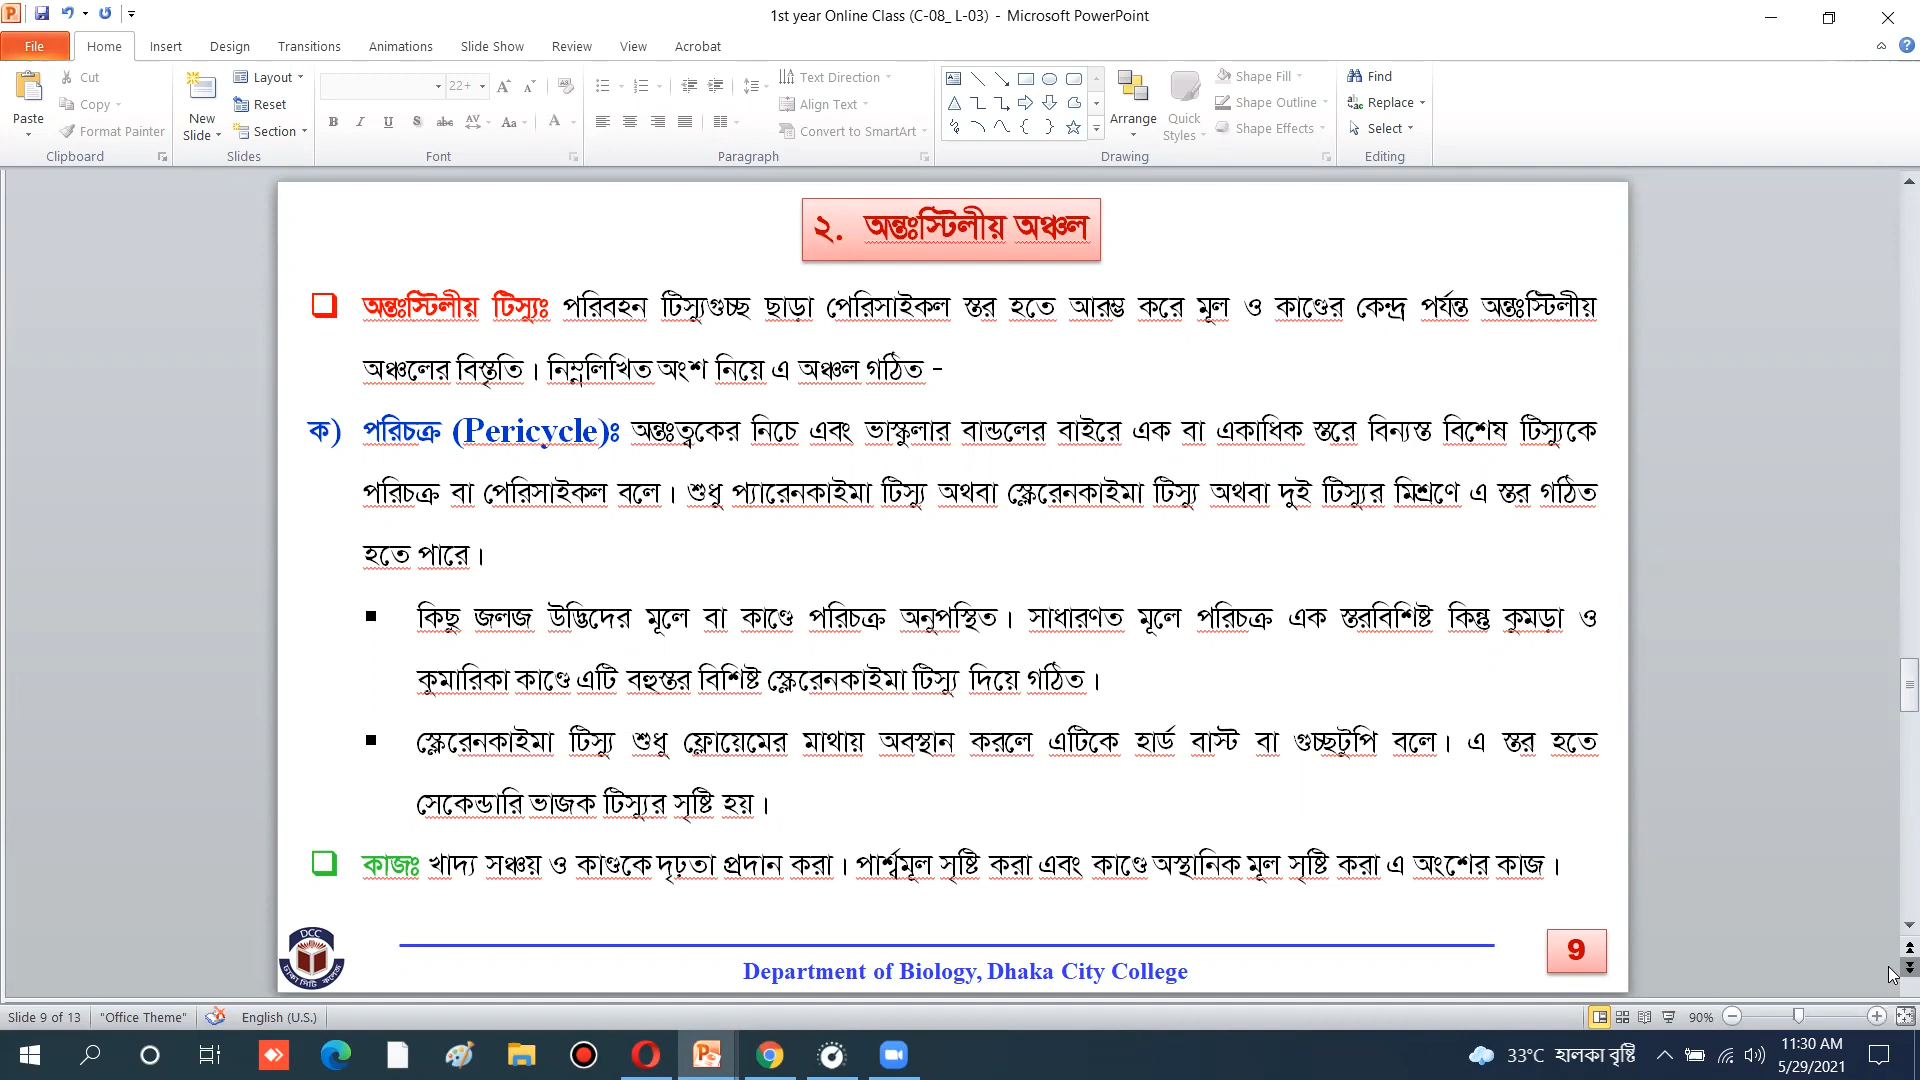 1st year Online Class (C-08_ L-03) - Microsoft PowerPoint
File Home Insert Design Transitions Animations Slide Show Review View Acrobat
Paste Cut Copy Format Painter
New Slide Layout Reset Section
22+
Text Direction Align Text Convert to SmartArt
Arrange Quick Styles Shape Fill Shape Outline Shape Effects
Find Replace Select
Clipboard Slides Font Paragraph Drawing Editing
২. অন্তঃস্টিলীয় অঞ্চল
অন্তঃস্টিলীয় টিস্যুঃ পরিবহন টিস্যুগুচ্ছ ছাড়া পেরিসাইকল স্তর হতে আরম্ভ করে মূল ও কাণ্ডের কেন্দ্র পর্যন্ত অন্তঃস্টিলীয়
অঞ্চলের বিস্তৃতি। নিম্নলিখিত অংশ নিয়ে এ অঞ্চল গঠিত -
ক) পরিচক্র (Pericycle)ঃ অন্তঃত্বকের নিচে এবং ভাস্কুলার বান্ডলের বাইরে এক বা একাধিক স্তরে বিন্যস্ত বিশেষ টিস্যুকে
পরিচক্র বা পেরিসাইকল বলে। শুধু প্যারেনকাইমা টিস্যু অথবা স্ক্লেরেনকাইমা টিস্যু অথবা দুই টিস্যুর মিশ্রণে এ স্তর গঠিত
হতে পারে।
কিছু জলজ উদ্ভিদের মূলে বা কাণ্ডে পরিচক্র অনুপস্থিত। সাধারণত মূলে পরিচক্র এক স্তরবিশিষ্ট কিন্তু কুমড়া ও
কুমারিকা কাণ্ডে এটি বহুস্তর বিশিষ্ট স্ক্লেরেনকাইমা টিস্যু দিয়ে গঠিত।
স্ক্লেরেনকাইমা টিস্যু শুধু ফ্লোয়েমের মাথায় অবস্থান করলে এটিকে হার্ড বাস্ট বা গুচ্ছটুপি বলে। এ স্তর হতে
সেকেন্ডারি ভাজক টিস্যুর সৃষ্টি হয়।
কাজঃ খাদ্য সঞ্চয় ও কাণ্ডকে দৃঢ়তা প্রদান করা। পার্শ্বমূল সৃষ্টি করা এবং কাণ্ডে অস্থানিক মূল সৃষ্টি করা এ অংশের কাজ।
DCC
ঢাকা সিটি কলেজ
Department of Biology, Dhaka City College
9
Slide 9 of 13 "Office Theme" English (U.S.) 90%
33°C হালকা বৃষ্টি 11:30 AM
5/29/2021